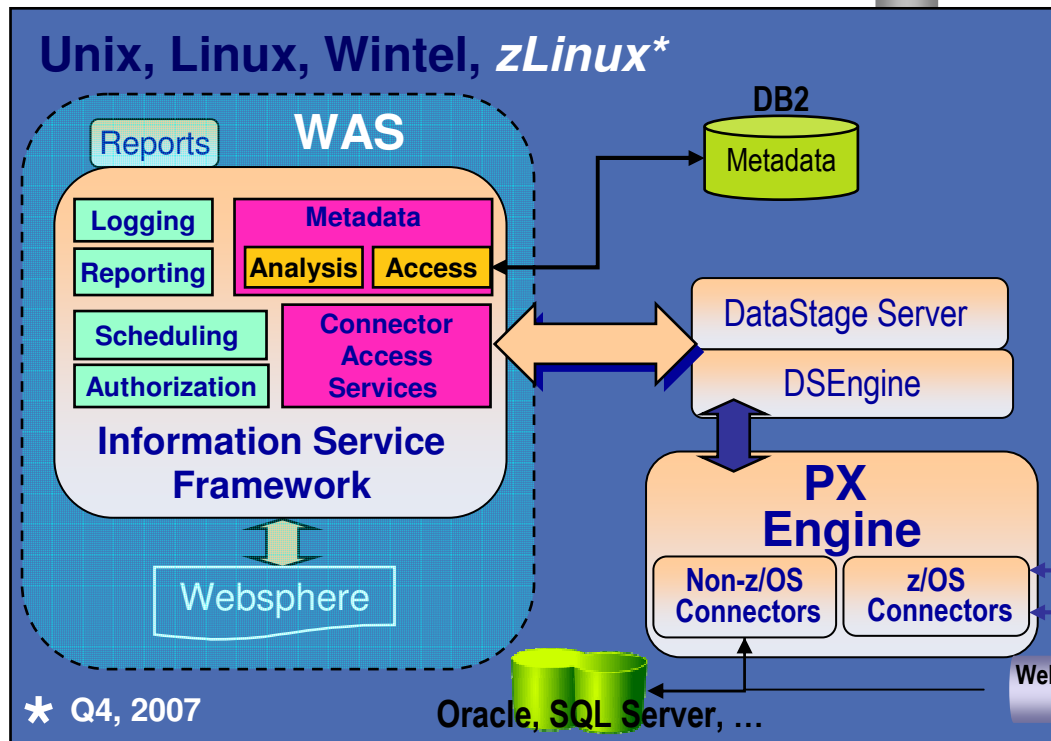 Unix, Linux, Wintel, zLinux*
WAS
Reports
Logging
Reporting
Metadata
Analysis
Access
Scheduling
Authorization
Connector
Access
Services
Information Service
Framework
Websphere
DB2
Metadata
DataStage Server
DSEngine
PX
Engine
Non-z/OS
Connectors
z/OS
Connectors
Oracle, SQL Server, ...
* Q4, 2007